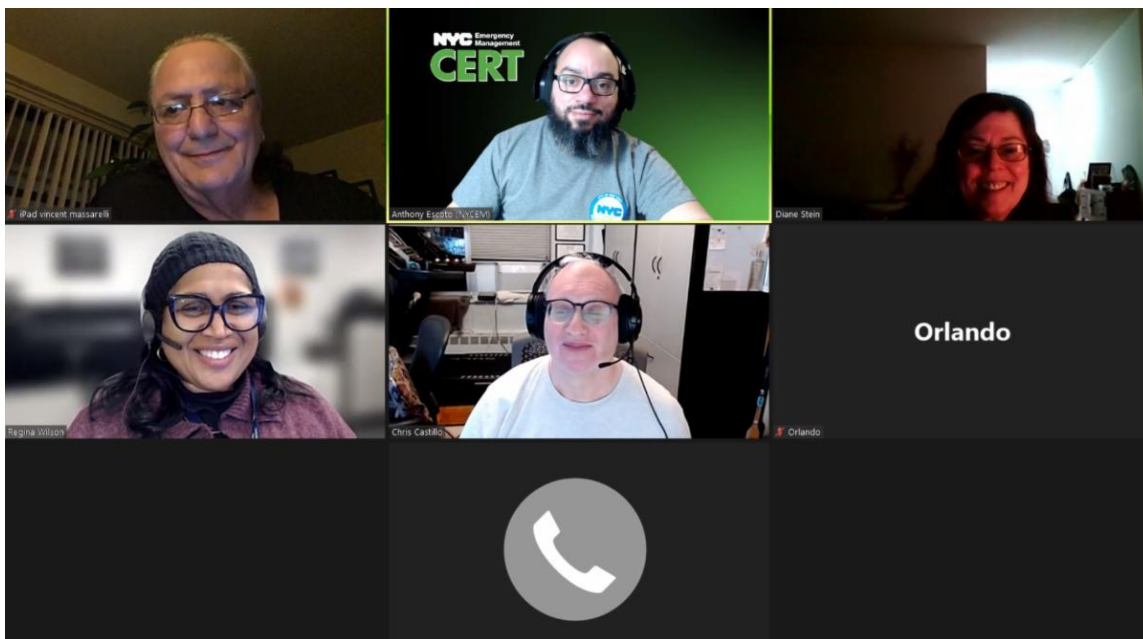 NYC Emergency
Management
CERT
iPad vincent massarelli
Anthony Escoto (NYCEM)
Diane Stein
NYC
Regina Wilson
Chris Castillo
Orlando
Orlando